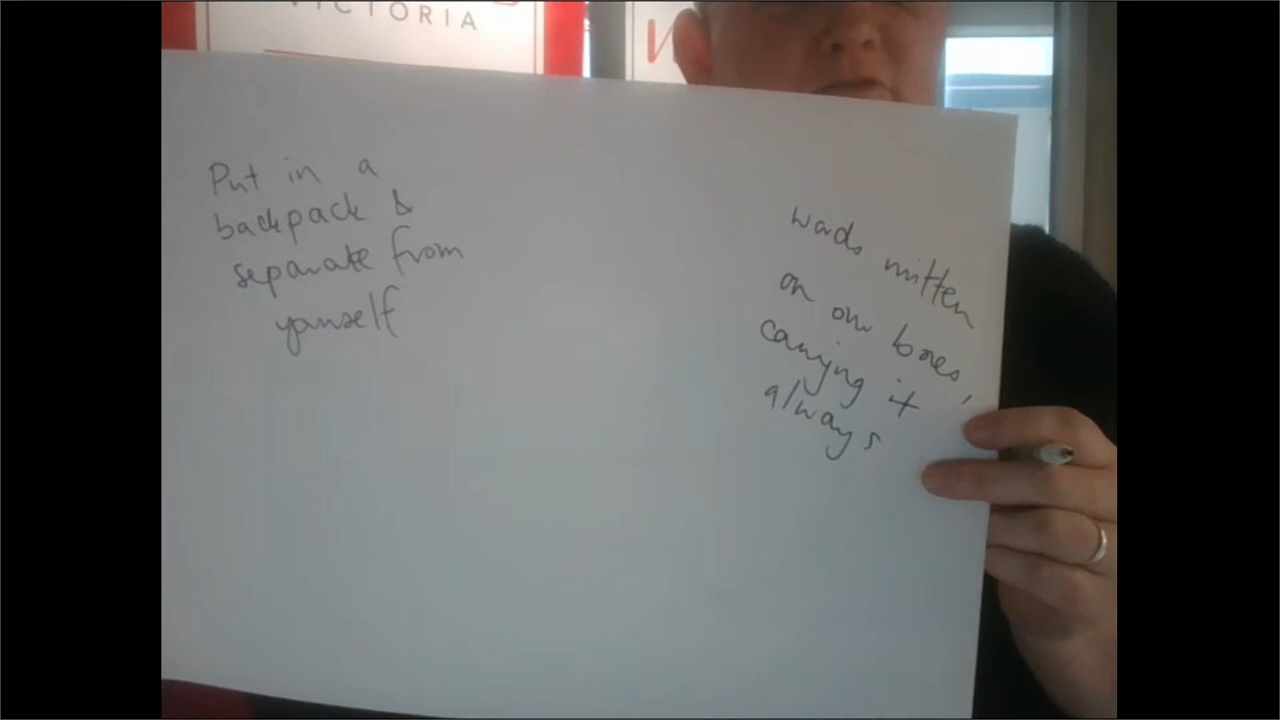 VICTORIA
Put in a
backpack &
separate from
yourself
words written
on our bones,
carrying it
always